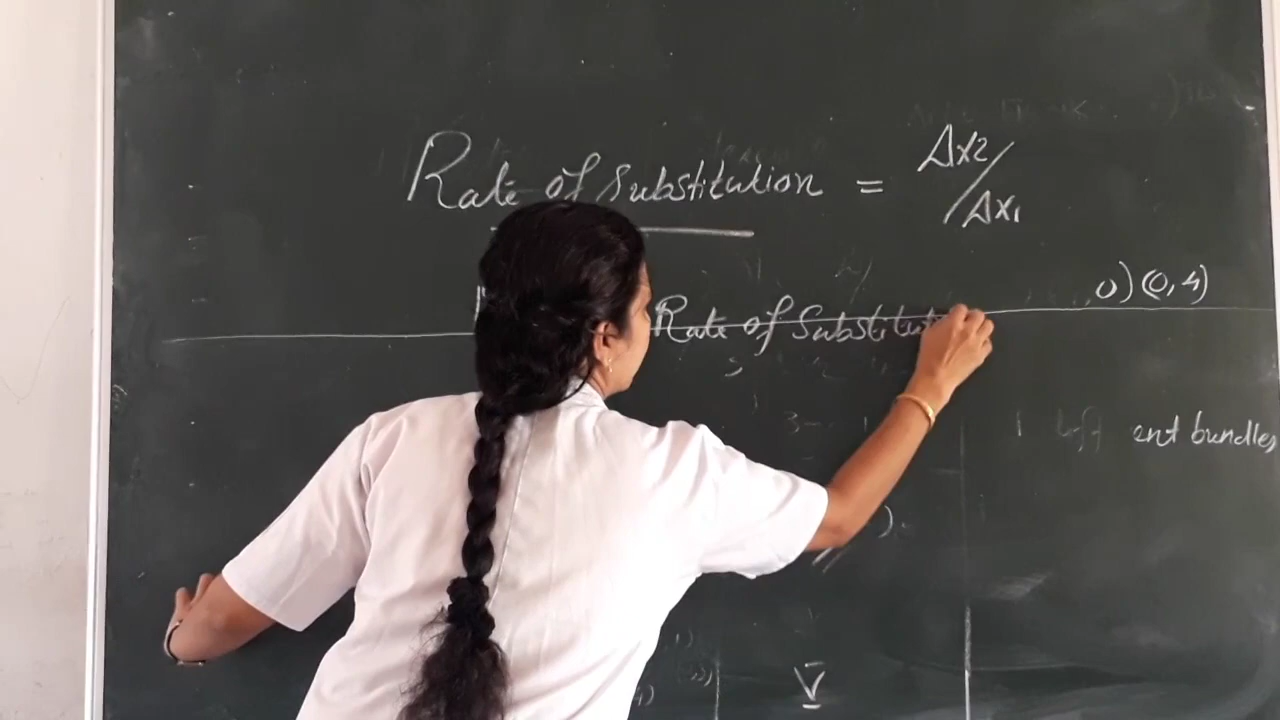 Rate of Substitution = Δx2/Δx1
0) (0, 4)
Rate of Substitut
ent bundles
V